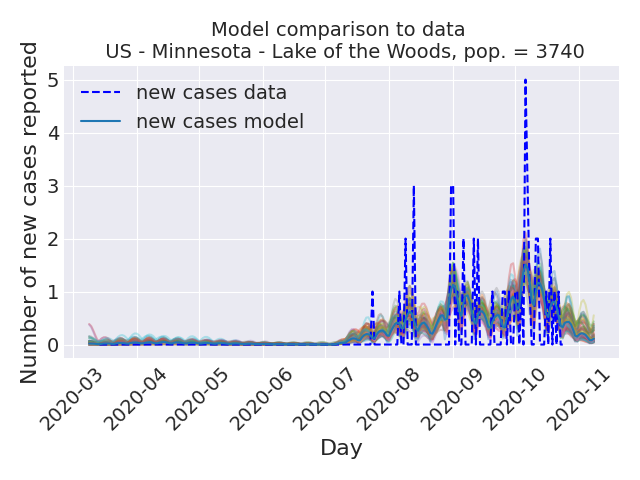 Model comparison to data
US - Minnesota - Lake of the Woods, pop. = 3740
Number of new cases reported
5
4
3
2
1
0
new cases data
new cases model
2020-03
2020-04
2020-05
2020-06
2020-07
2020-08
2020-09
2020-10
2020-11
Day